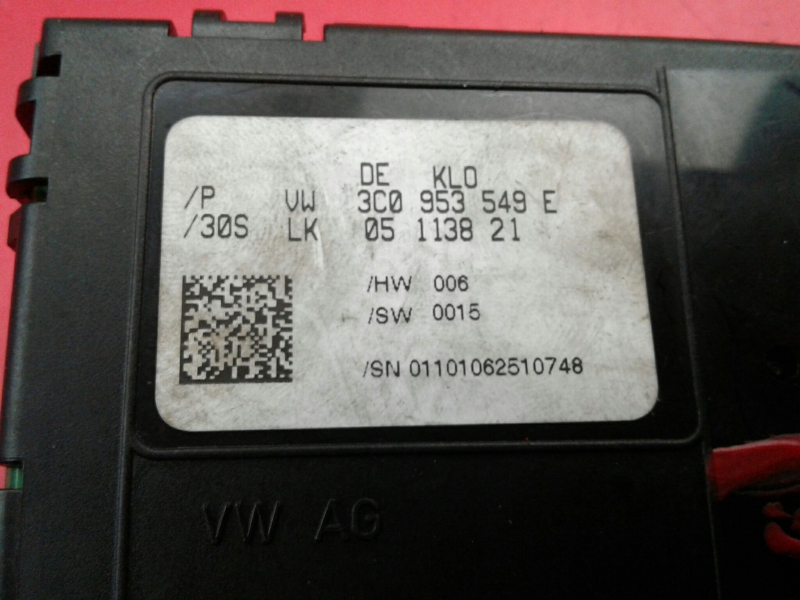 DE KLO
/P VW 3C0 953 549 E
/30S LK 05 1138 21
/HW 006
/SW 0015
/SN 01101062510748
VW AG